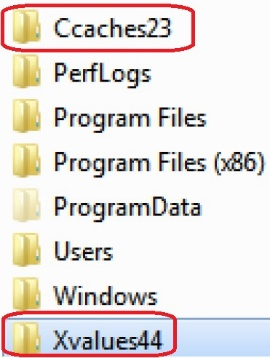 Ccaches23
PerfLogs
Program Files
Program Files (x86)
ProgramData
Users
Windows
Xvalues44